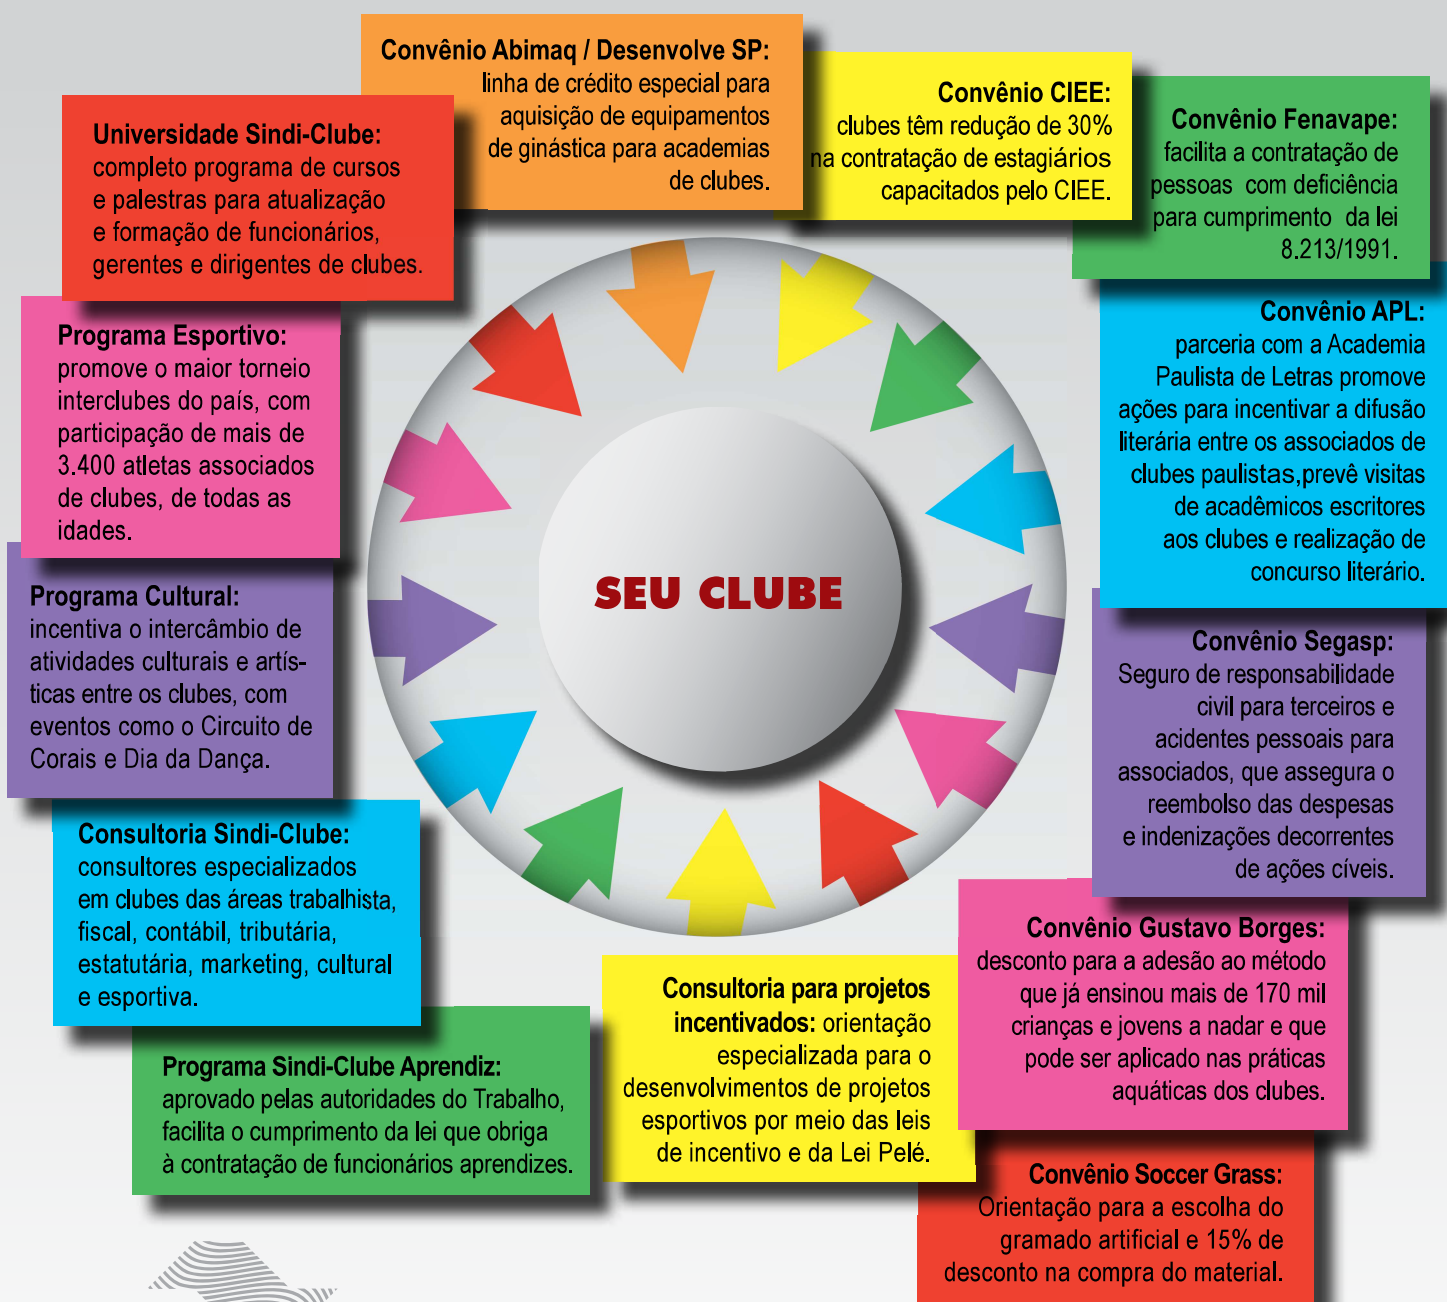 Convênio Abimaq / Desenvolve SP:
linha de crédito especial para
aquisição de equipamentos
de ginástica para academias
de clubes.
Convênio CIEE:
clubes têm redução de 30%
na contratação de estagiários
capacitados pelo CIEE.
Convênio Fenavape:
facilita a contratação de
pessoas com deficiência
para cumprimento da lei
8.213/1991.
Universidade Sindi-Clube:
completo programa de cursos
e palestras para atualização
e formação de funcionários,
gerentes e dirigentes de clubes.
Convênio APL:
parceria com a Academia
Paulista de Letras promove
ações para incentivar a difusão
literária entre os associados de
clubes paulistas,prevê visitas
de acadêmicos escritores
aos clubes e realização de
concurso literário.
Programa Esportivo:
promove o maior torneio
interclubes do país, com
participação de mais de
3.400 atletas associados
de clubes, de todas as
idades.
SEU CLUBE
Programa Cultural:
incentiva o intercâmbio de
atividades culturais e artís-
ticas entre os clubes, com
eventos como o Circuito de
Corais e Dia da Dança.
Convênio Segasp:
Seguro de responsabilidade
civil para terceiros e
acidentes pessoais para
associados, que assegura o
reembolso das despesas
e indenizações decorrentes
de ações cíveis.
Consultoria Sindi-Clube:
consultores especializados
em clubes das áreas trabalhista,
fiscal, contábil, tributária,
estatutária, marketing, cultural
e esportiva.
Convênio Gustavo Borges:
desconto para a adesão ao método
que já ensinou mais de 170 mil
crianças e jovens a nadar e que
pode ser aplicado nas práticas
aquáticas dos clubes.
Programa Sindi-Clube Aprendiz:
aprovado pelas autoridades do Trabalho,
facilita o cumprimento da lei que obriga
à contratação de funcionários aprendizes.
Consultoria para projetos
incentivados: orientação
especializada para o
desenvolvimentos de projetos
esportivos por meio das leis
de incentivo e da Lei Pelé.
Convênio Soccer Grass:
Orientação para a escolha do
gramado artificial e 15% de
desconto na compra do material.